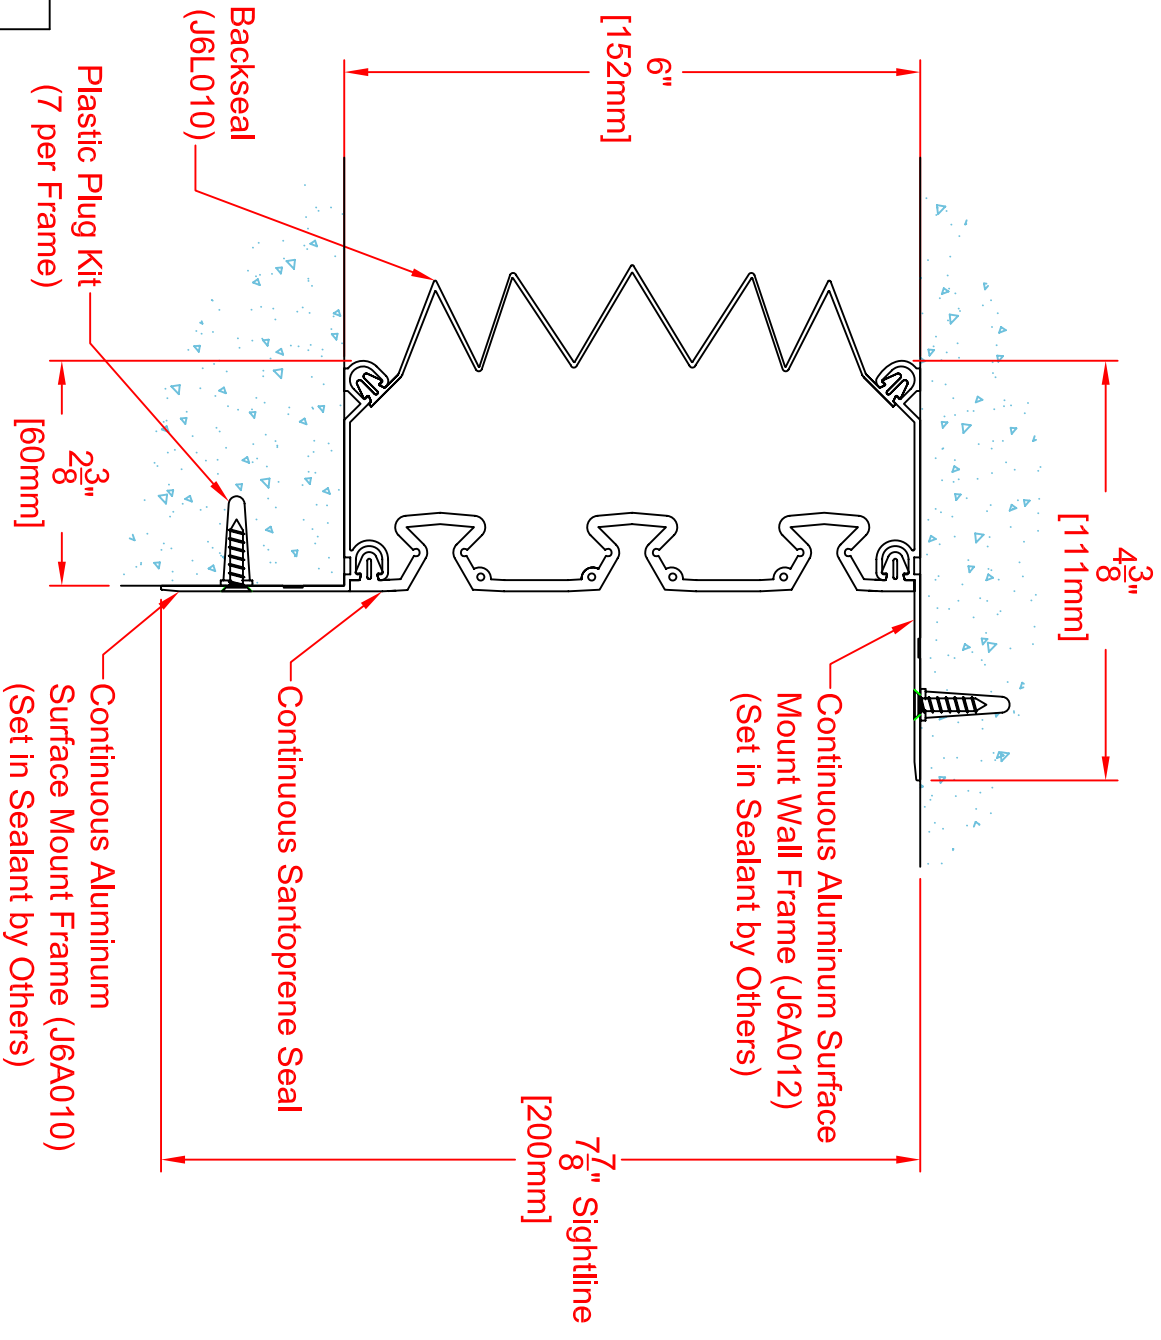 Backseal
(J6L010)
Plastic Plug Kit
(7 per Frame)
6"
[152mm]
2 3/8"
[60mm]
4 3/8"
[111mm]
Continuous Aluminum Surface
Mount Wall Frame (J6A012)
(Set in Sealant by Others)
Continuous Santoprene Seal
Continuous Aluminum
Surface Mount Frame (J6A010)
(Set in Sealant by Others)
7 7/8" Sightline
[200mm]